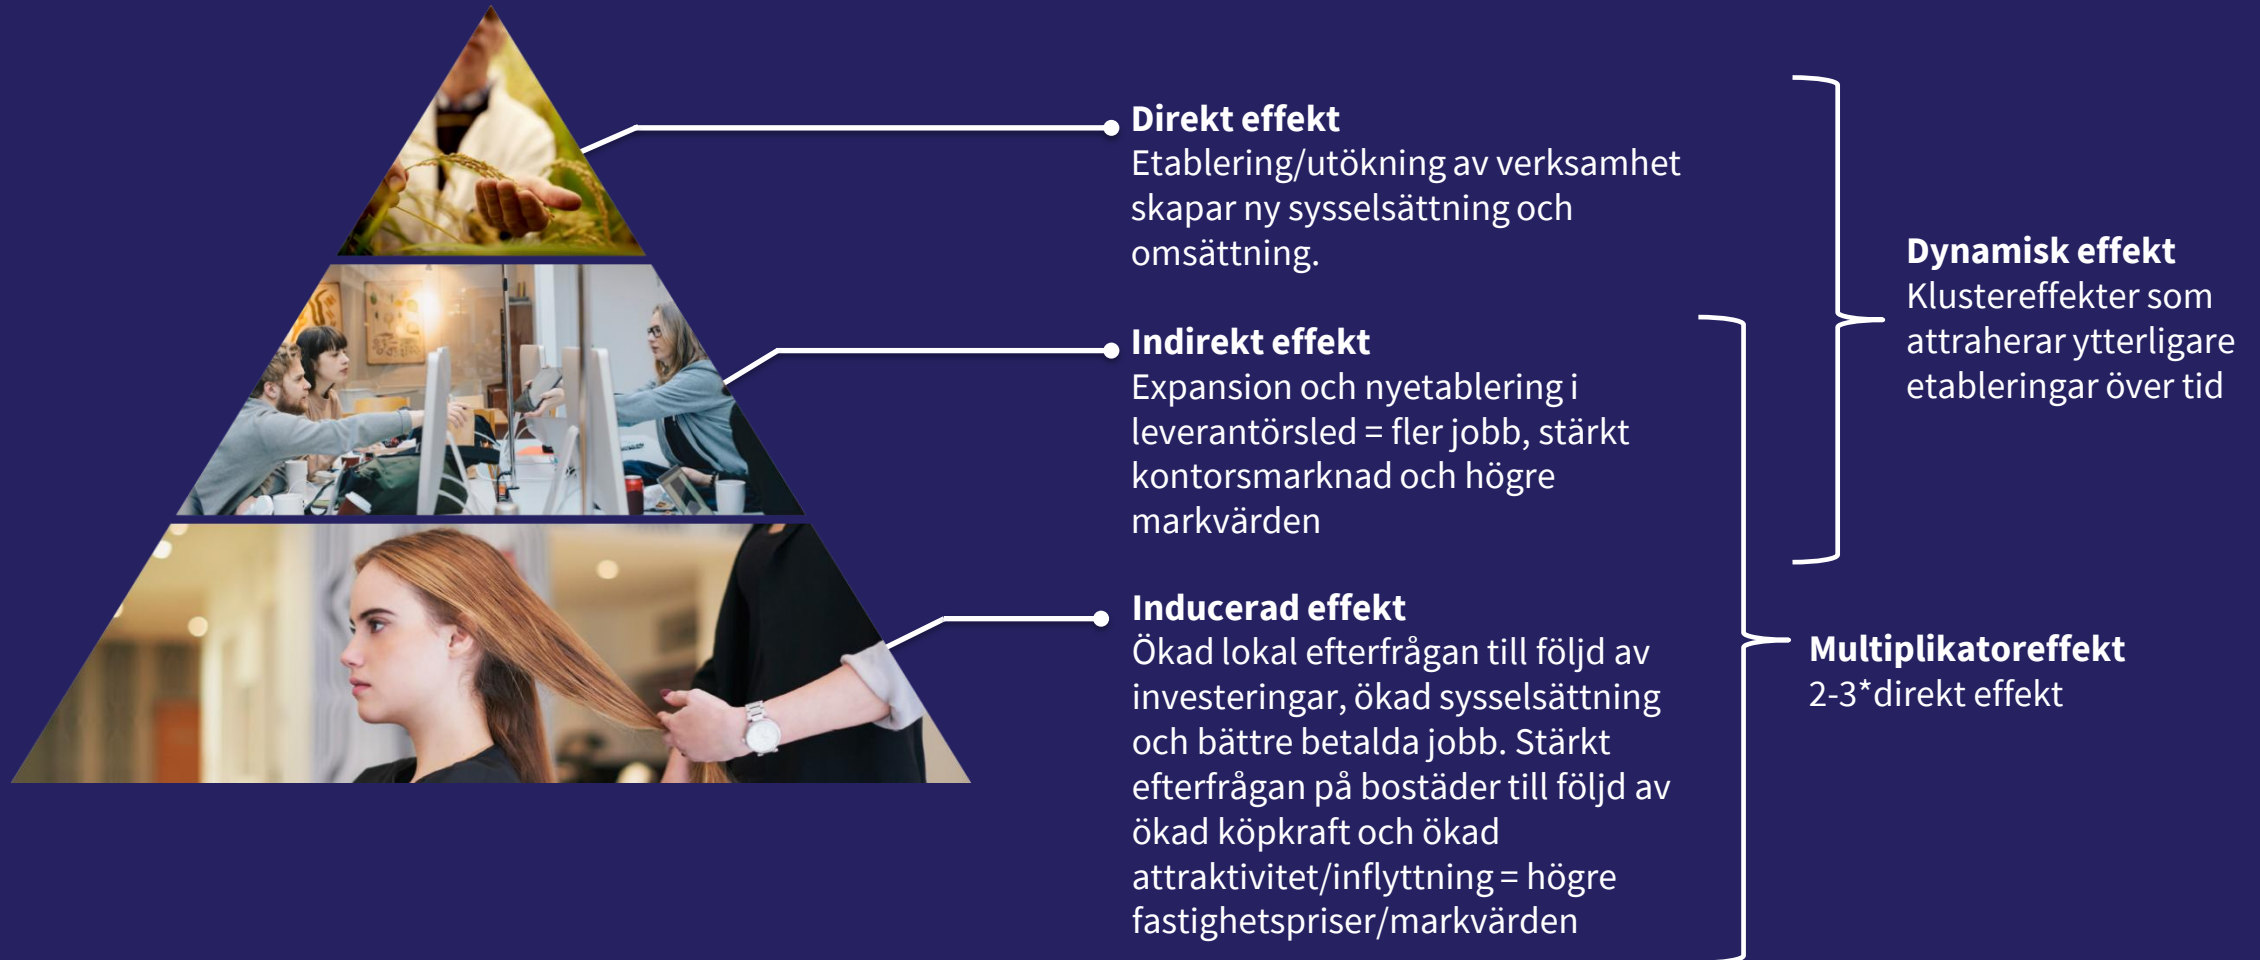 Direkt effekt
Etablering/utökning av verksamhet
skapar ny sysselsättning och
omsättning.
Indirekt effekt
Expansion och nyetablering i
leverantörsled = fler jobb, stärkt
kontorsmarknad och högre
markvärden
Inducerad effekt
Ökad lokal efterfrågan till följd av
investeringar, ökad sysselsättning
och bättre betalda jobb. Stärkt
efterfrågan på bostäder till följd av
ökad köpkraft och ökad
attraktivitet/inflyttning = högre
fastighetspriser/markvärden
Dynamisk effekt
Klustereffekter som
attraherar ytterligare
etableringar över tid
Multiplikatoreffekt
2-3*direkt effekt